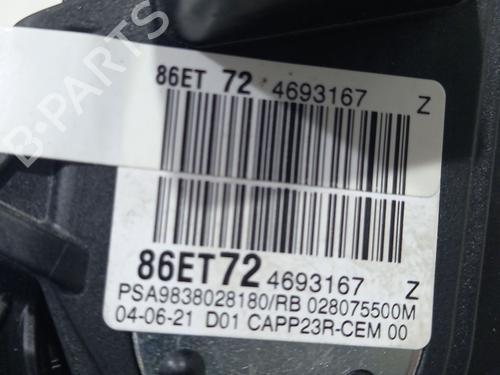 B-PARTS
86ET 72 4693167 Z
86ET72 4693167 Z
PSA9838028180/RB 028075500M
04-06-21 D01 CAPP23R-CEM 00